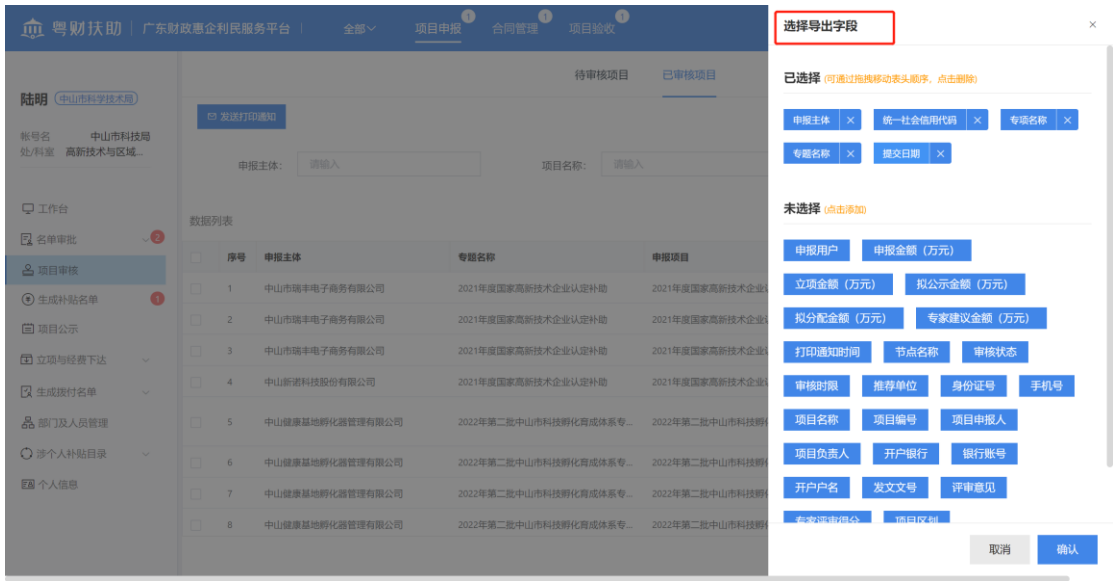 粤财扶助 广东财政惠企利民服务平台 全部 项目申报 1 合同管理 1 项目验收 1
陆明 中山市科学技术局
帐号名 中山市科技局
处/科室 高新技术与区域...
工作台
名单审批 2
项目审核
生成补贴名单 1
项目公示
立项与经费下达
生成拨付名单
部门及人员管理
涉个人补贴目录
个人信息
待审核项目 已审核项目
发送打印通知
申报主体: 请输入 项目名称: 请输入
数据列表
序号 申报主体 专题名称 申报项目
1 中山市瑞丰电子商务有限公司 2021年度国家高新技术企业认定补助 2021年度国家高新技术企业
2 中山市瑞丰电子商务有限公司 2021年度国家高新技术企业认定补助 2021年度国家高新技术企业
3 中山市瑞丰电子商务有限公司 2021年度国家高新技术企业认定补助 2021年度国家高新技术企业
4 中山新诺科技股份有限公司 2021年度国家高新技术企业认定补助 2021年度国家高新技术企业
5 中山健康基地孵化器管理有限公司 2022年第二批中山市科技孵化育成体系专... 2022年第二批中山市科技孵
6 中山健康基地孵化器管理有限公司 2022年第二批中山市科技孵化育成体系专... 2022年第二批中山市科技孵
7 中山健康基地孵化器管理有限公司 2022年第二批中山市科技孵化育成体系专... 2022年第二批中山市科技孵
8 中山健康基地孵化器管理有限公司 2022年第二批中山市科技孵化育成体系专... 2022年第二批中山市科技孵
选择导出字段 ×
已选择 (可通过拖拽移动表头顺序、点击删除)
申报主体 × 统一社会信用代码 × 专项名称 ×
专题名称 × 提交日期 ×
未选择 (点击添加)
申报用户 申报金额（万元）
立项金额（万元） 拟公示金额（万元）
拟分配金额（万元） 专家建议金额（万元）
打印通知时间 节点名称 审核状态
审核时限 推荐单位 身份证号 手机号
项目名称 项目编号 项目申报人
项目负责人 开户银行 银行账号
开户户名 发文文号 评审意见
专家评审得分 项目区划
取消 确认